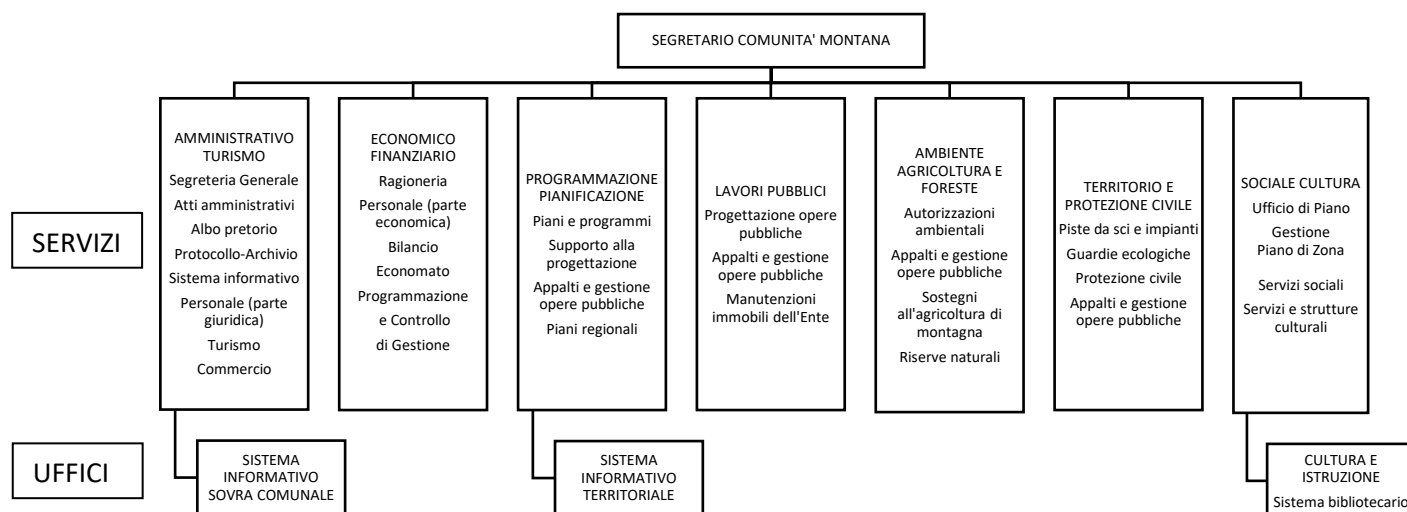 SEGRETARIO COMUNITA' MONTANA
SERVIZI
AMMINISTRATIVO
TURISMO
Segreteria Generale
Atti amministrativi
Albo pretorio
Protocollo-Archivio
Sistema informativo
Personale (parte
giuridica)
Turismo
Commercio
ECONOMICO
FINANZIARIO
Ragioneria
Personale (parte
economica)
Bilancio
Economato
Programmazione
e Controllo
di Gestione
PROGRAMMAZIONE
PIANIFICAZIONE
Piani e programmi
Supporto alla
progettazione
Appalti e gestione
opere pubbliche
Piani regionali
LAVORI PUBBLICI
Progettazione opere
pubbliche
Appalti e gestione
opere pubbliche
Manutenzioni
immobili dell'Ente
AMBIENTE
AGRICOLTURA E
FORESTE
Autorizzazioni
ambientali
Appalti e gestione
opere pubbliche
Sostegni
all'agricoltura di
montagna
Riserve naturali
TERRITORIO E
PROTEZIONE CIVILE
Piste da sci e impianti
Guardie ecologiche
Protezione civile
Appalti e gestione
opere pubbliche
SOCIALE CULTURA
Ufficio di Piano
Gestione
Piano di Zona
Servizi sociali
Servizi e strutture
culturali
UFFICI
SISTEMA
INFORMATIVO
SOVRA COMUNALE
SISTEMA
INFORMATIVO
TERRITORIALE
CULTURA E
ISTRUZIONE
Sistema bibliotecario